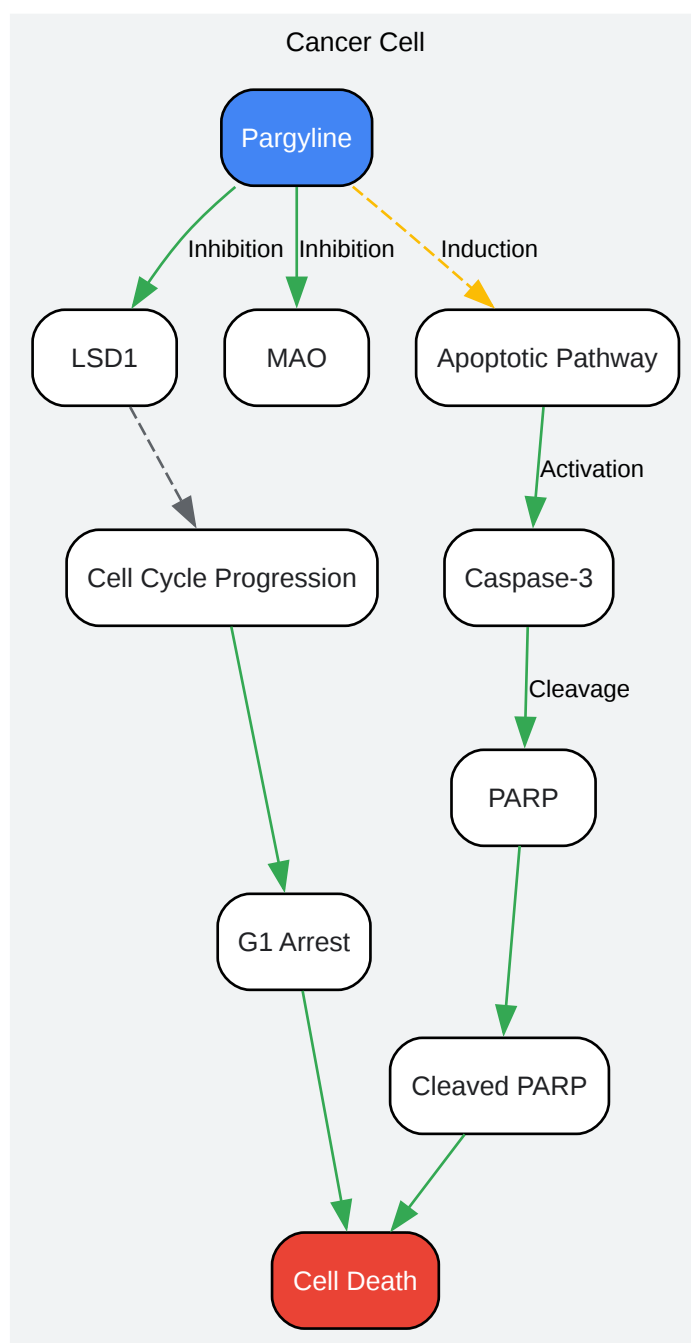 Cancer Cell
Pargyline
Inhibition
Inhibition
Induction
LSD1
MAO
Apoptotic Pathway
Activation
Cell Cycle Progression
Caspase-3
Cleavage
PARP
G1 Arrest
Cleaved PARP
Cell Death